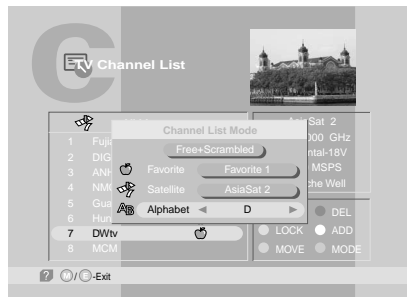 C
TV Channel List
AsiaSat 2
Channel List Mode
000 GHz
1 Fuji
Free+Scrambled
ntal-18V
2 DIG
MSPS
3 ANH
Favorite Favorite 1
che Well
4 NMC
Satellite AsiaSat 2
5 Gua
AB Alphabet D
DEL
6 Hun
LOCK ADD
7 DWtv
MOVE MODE
8 MCM
? M/E-Exit